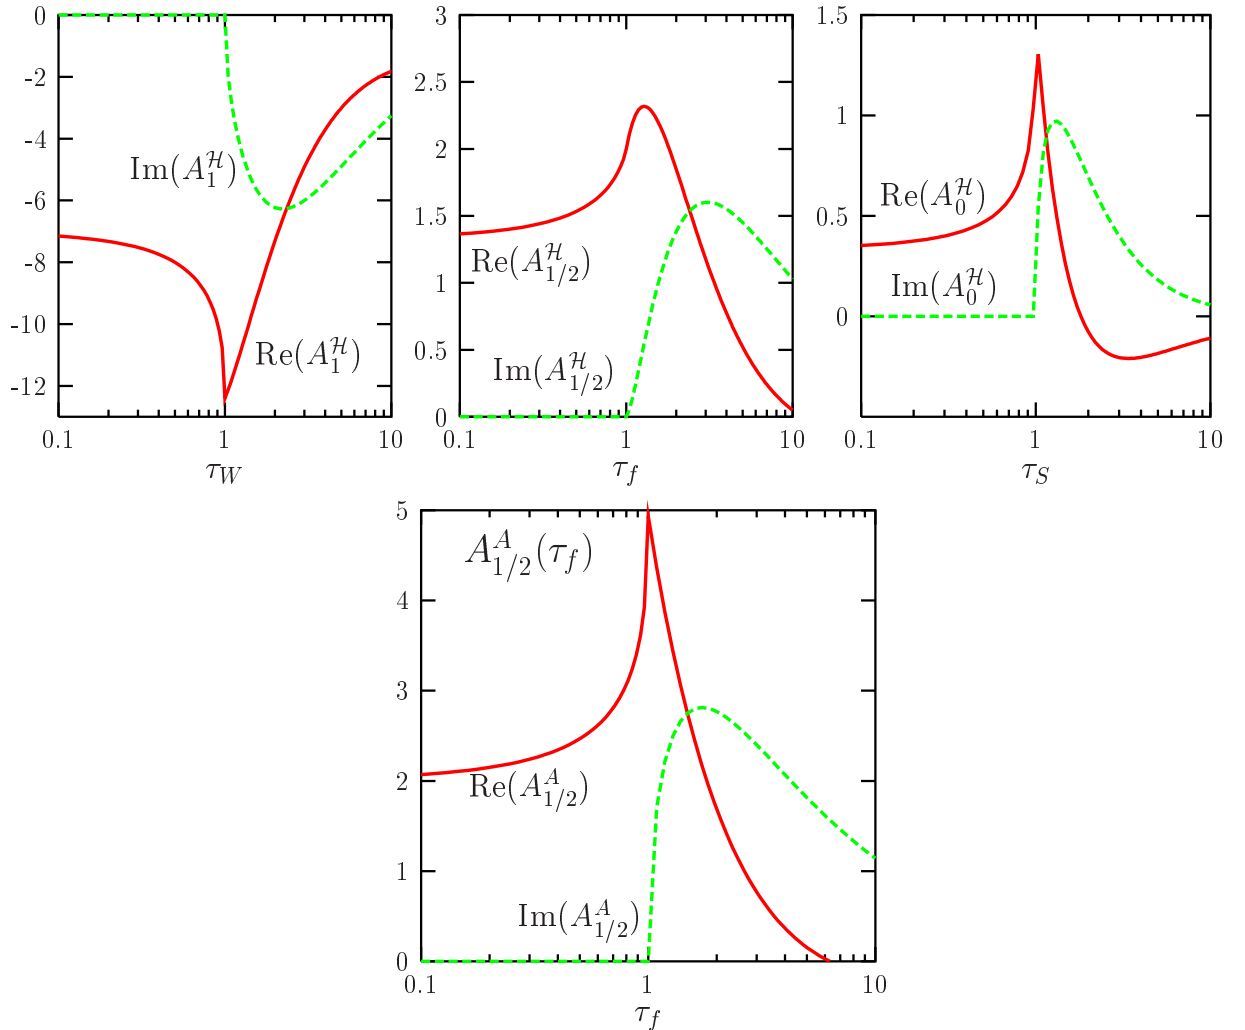 0
-2
-4
-6
-8
-10
-12
0.1
1
10
τ_W
Im(A_1^ℋ)
Re(A_1^ℋ)
3
2.5
2
1.5
1
0.5
0
0.1
1
10
τ_f
Re(A_{1/2}^ℋ)
Im(A_{1/2}^ℋ)
1.5
1
0.5
0
0.1
1
10
τ_S
Re(A_0^ℋ)
Im(A_0^ℋ)
5
4
3
2
1
0
0.1
1
10
τ_f
A_{1/2}^A(τ_f)
Re(A_{1/2}^A)
Im(A_{1/2}^A)